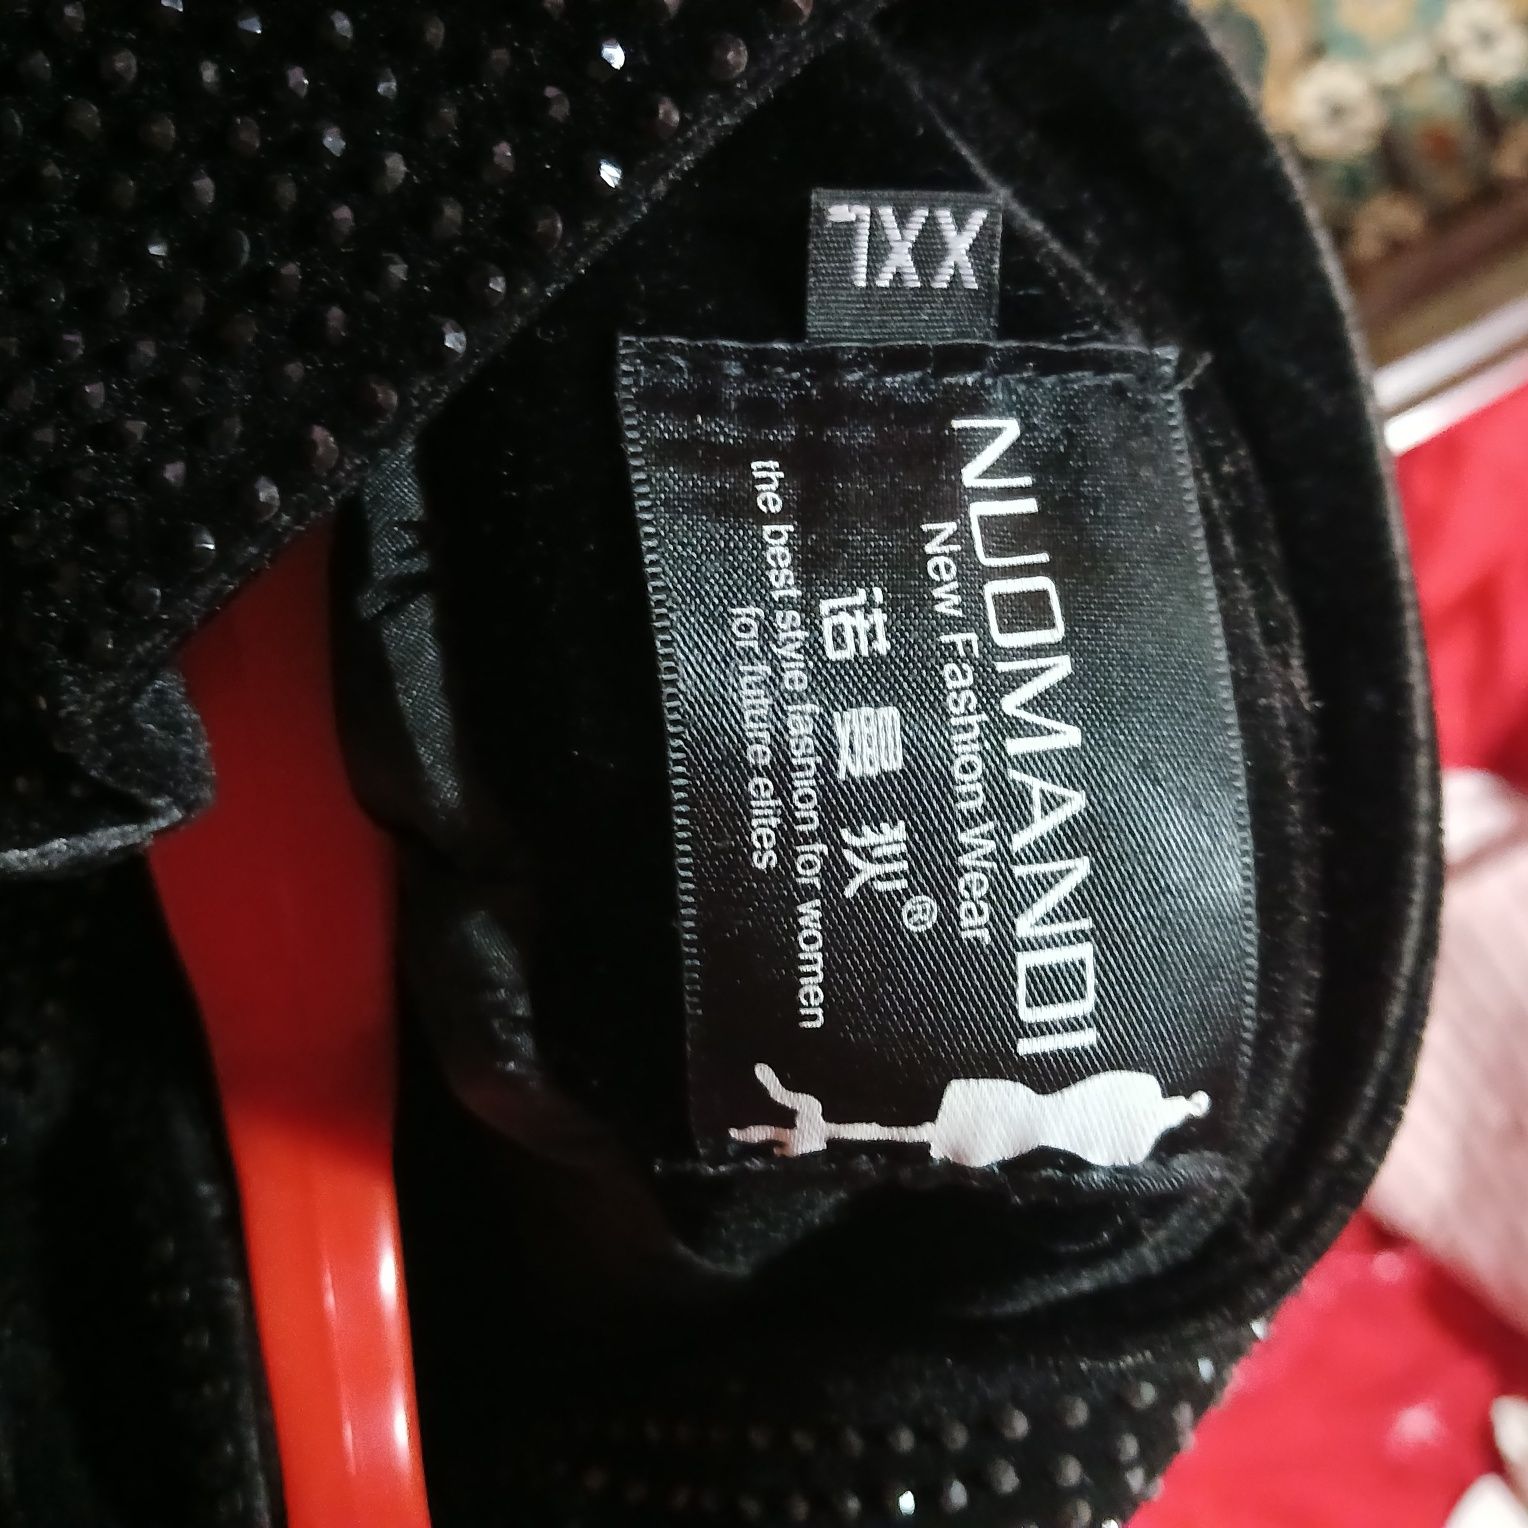 XXL
NUOMANDI
New Fashion Wear
诺曼狄®
the best style fashion for women
for future elites